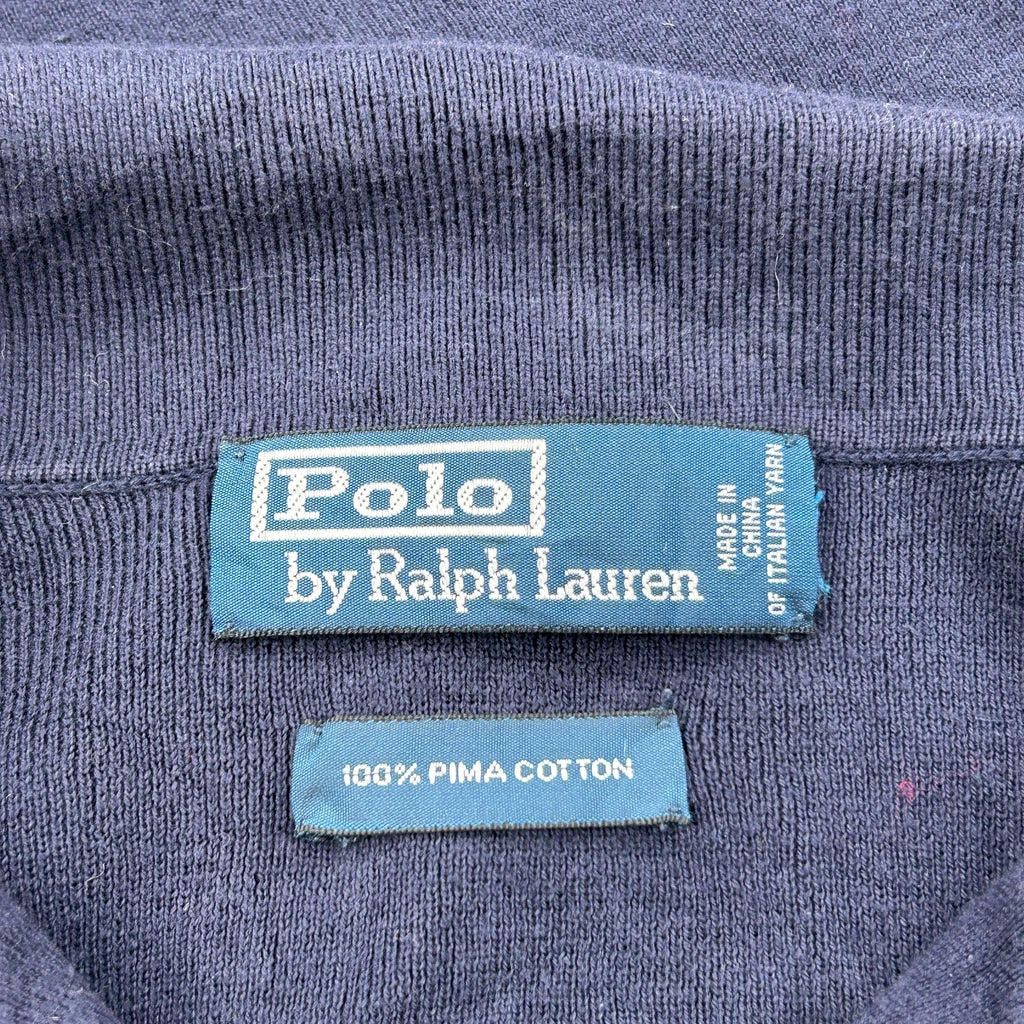 Polo
by Ralph Lauren
MADE IN
CHINA
OF ITALIAN YARN
100% PIMA COTTON